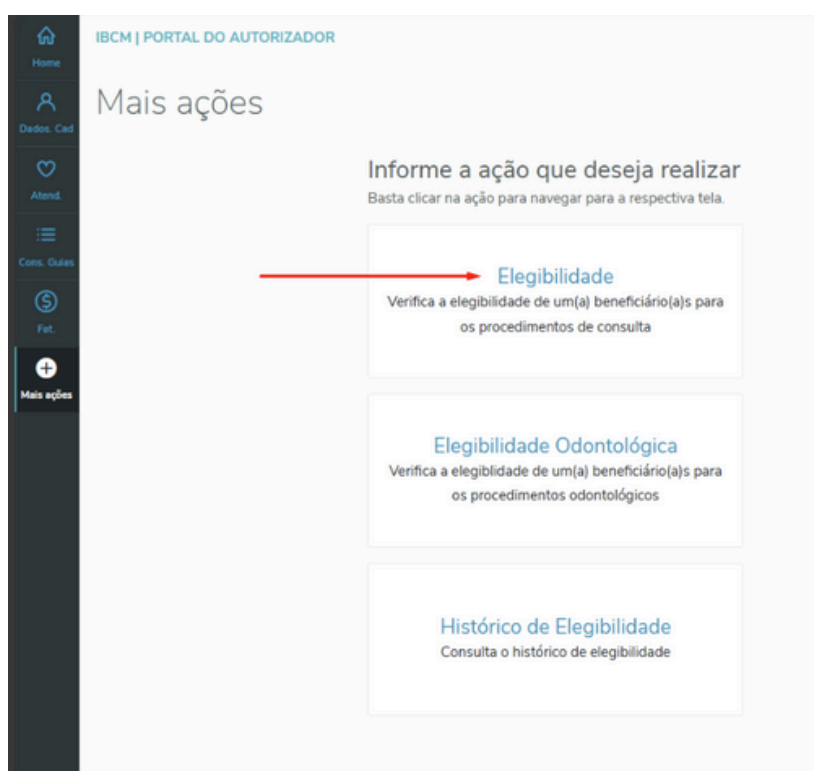 Home
Dados. Cad
Atend.
Cons. Guias
Fat.
Mais ações
IBCM | PORTAL DO AUTORIZADOR
Mais ações
Informe a ação que deseja realizar
Basta clicar na ação para navegar para a respectiva tela.
Elegibilidade
Verifica a elegibilidade de um(a) beneficiário(a)s para
os procedimentos de consulta
Elegibilidade Odontológica
Verifica a elegiblidade de um(a) beneficiário(a)s para
os procedimentos odontológicos
Histórico de Elegibilidade
Consulta o histórico de elegibilidade